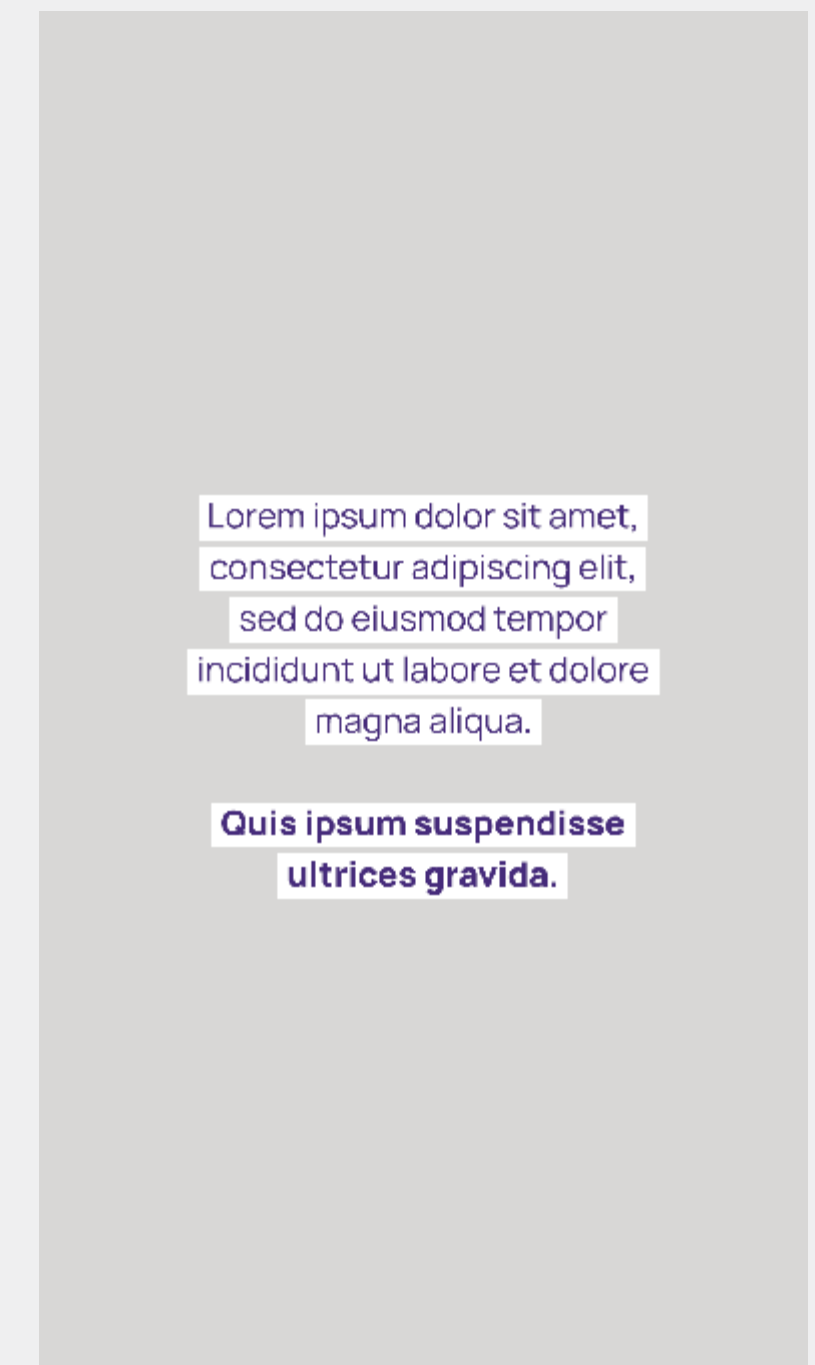 Lorem ipsum dolor sit amet,
consectetur adipiscing elit,
sed do eiusmod tempor
incididunt ut labore et dolore
magna aliqua.
Quis ipsum suspendisse
ultrices gravida.